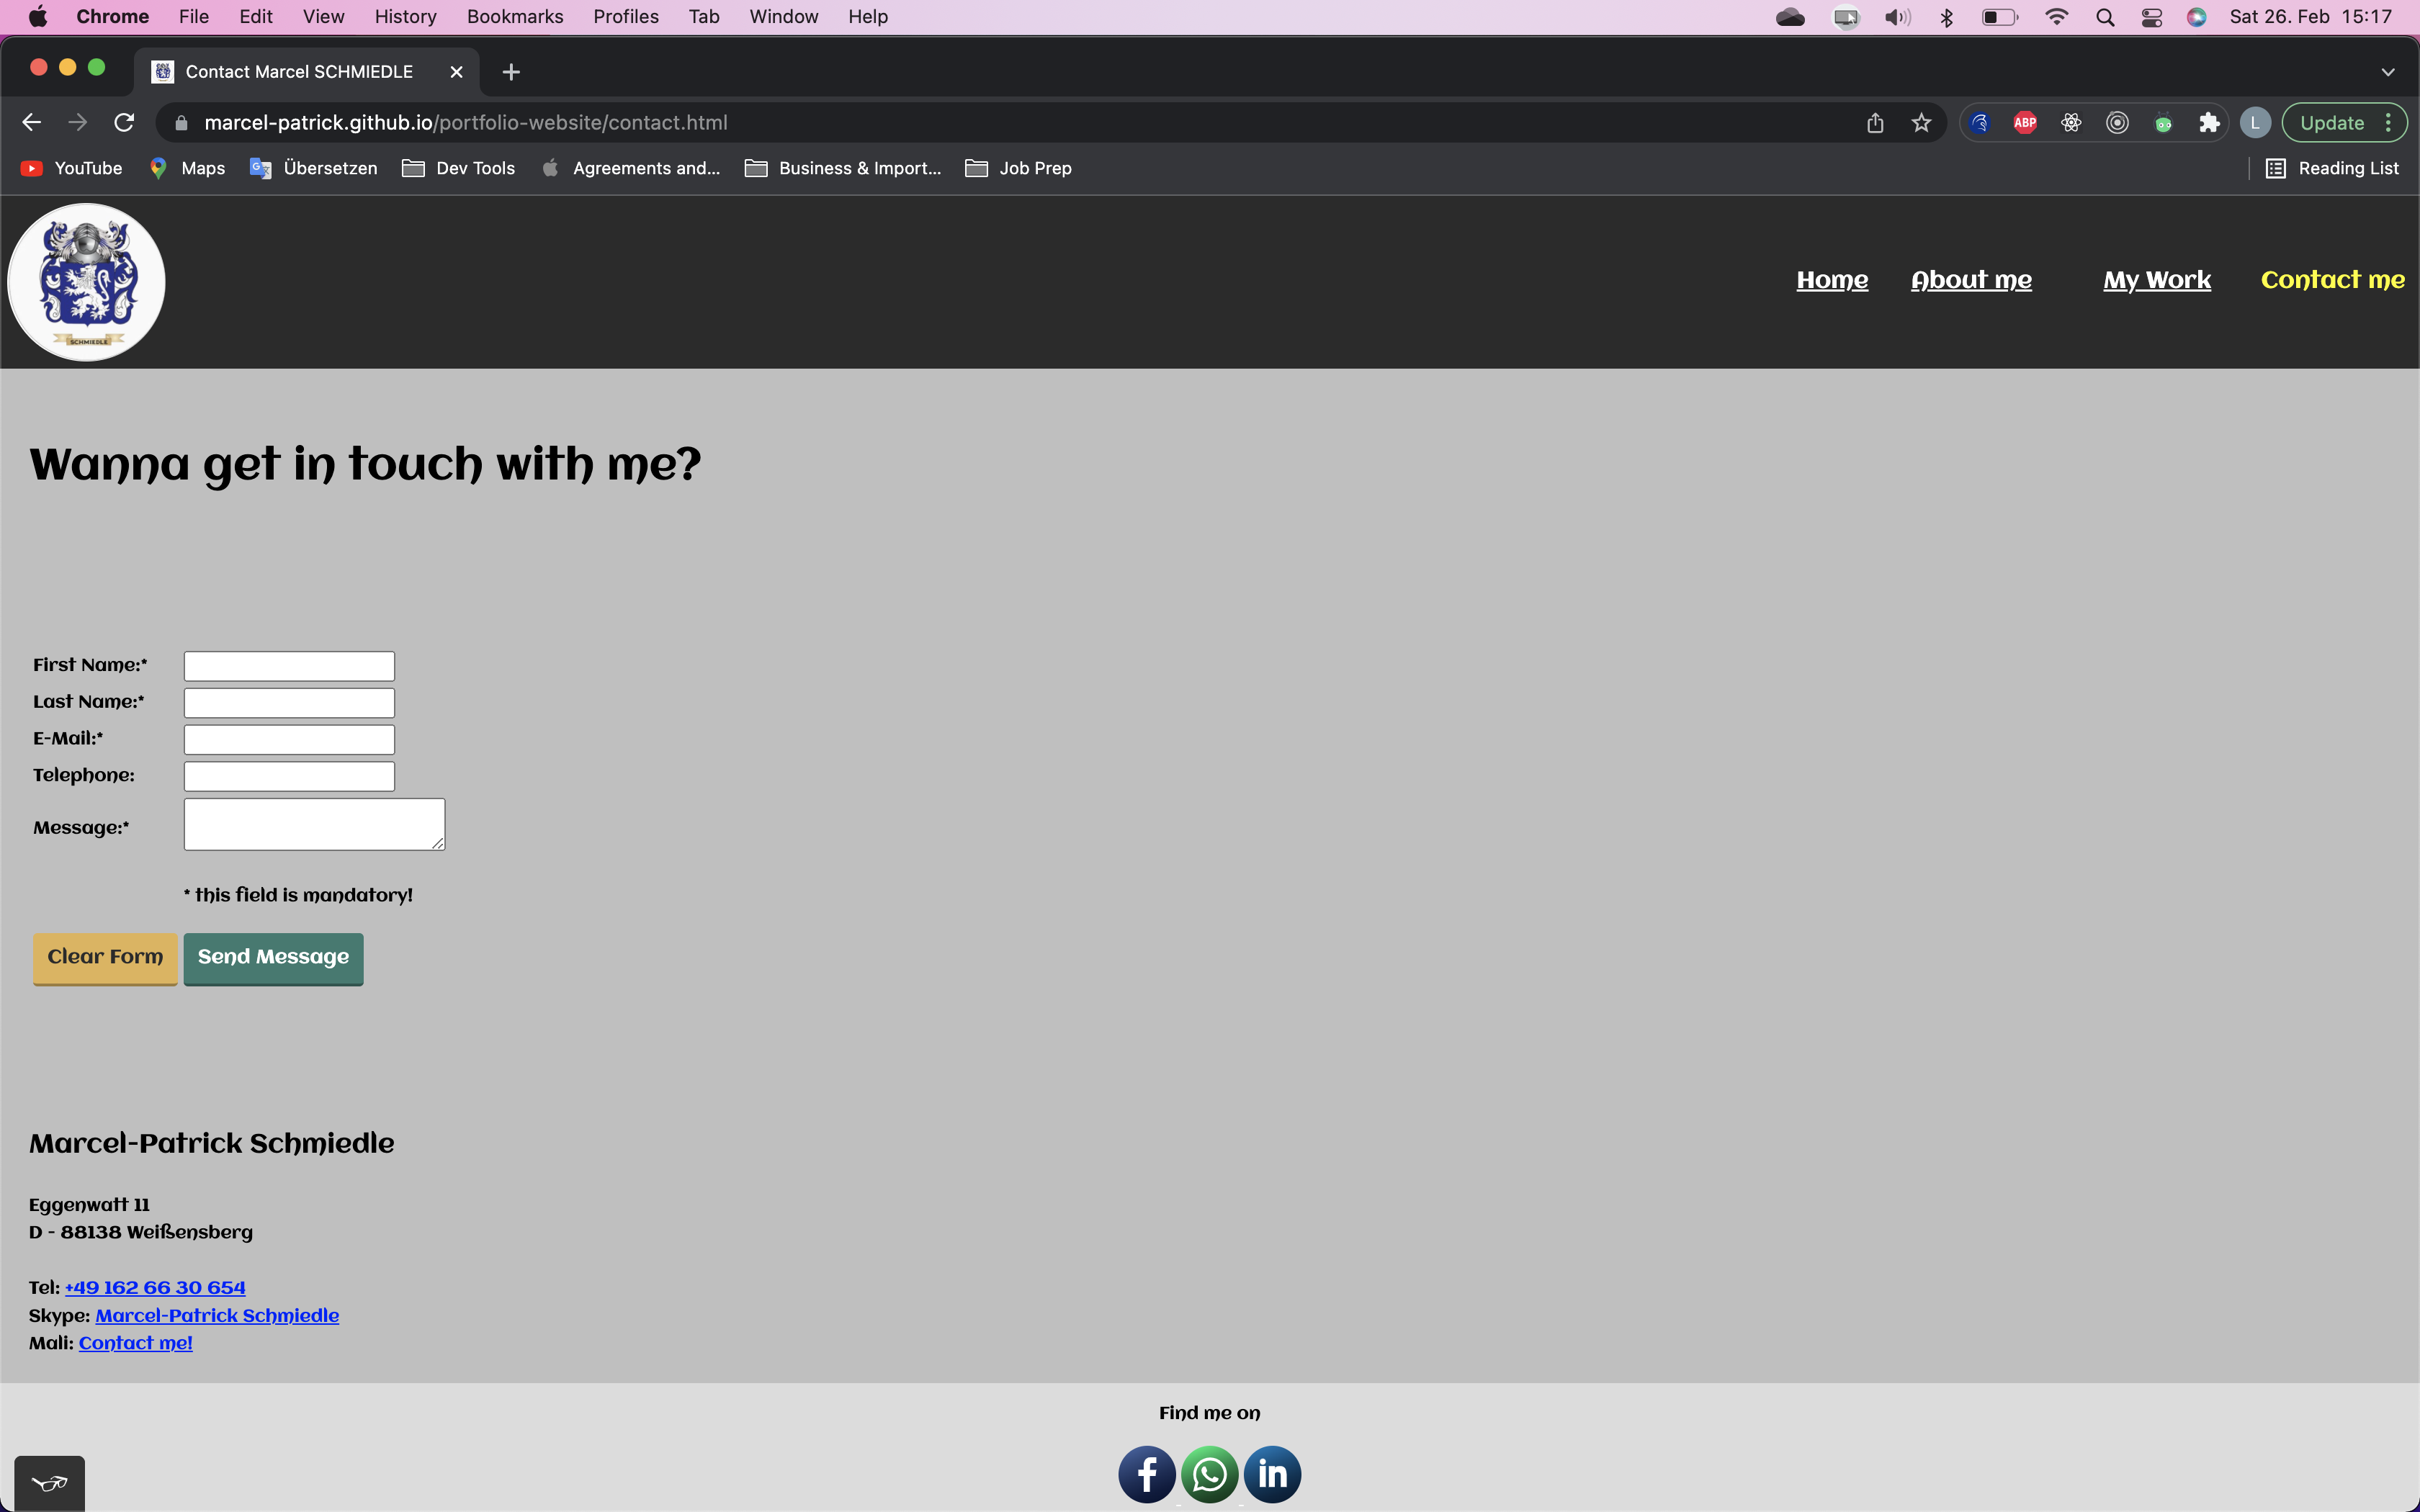 Chrome File Edit View History Bookmarks Profiles Tab Window Help Sat 26. Feb 15:17
Contact Marcel SCHMIEDLE
marcel-patrick.github.io/portfolio-website/contact.html ABP L Update
YouTube Maps Übersetzen Dev Tools Agreements and... Business & Import... Job Prep Reading List
SCHMIEDLE
Home About me My Work Contact me
Wanna get in touch with me?
First Name:*
Last Name:*
E-Mail:*
Telephone:
Message:*
* this field is mandatory!
Clear Form Send Message
Marcel-Patrick Schmiedle
Eggenwatt 11
D - 88138 Weißensberg
Tel: +49 162 66 30 654
Skype: Marcel-Patrick Schmiedle
Mali: Contact me!
Find me on
f in